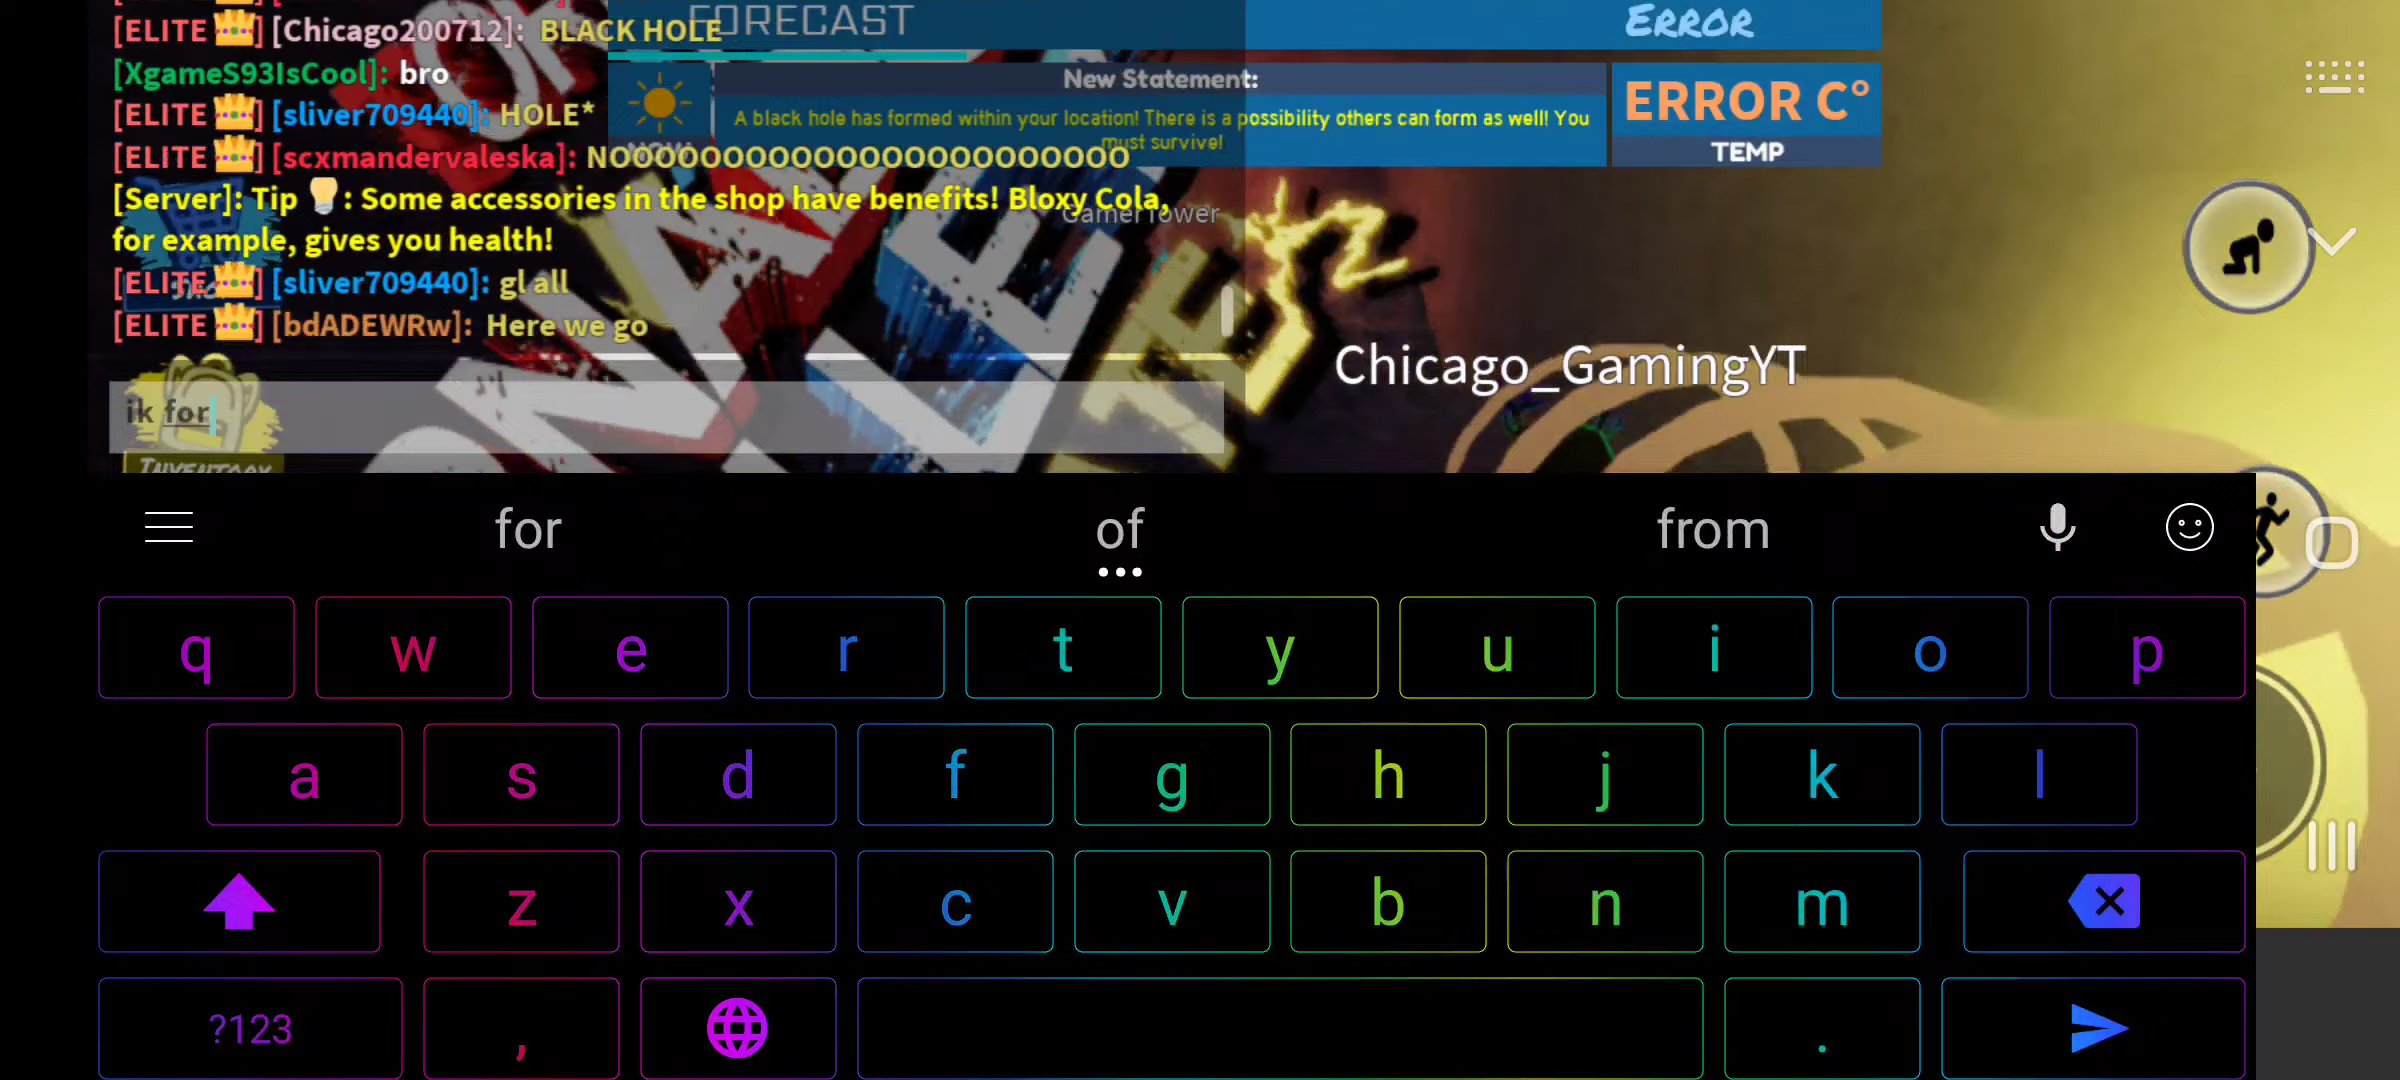 FORECAST
ERROR
[ELITE 👑] [Chicago200712]: BLACK HOLE
[XgameS93IsCool]: bro
New Statement:
A black hole has formed within your location! There is a possibility others can form as well! You
must survive!
ERROR C°
TEMP
NOW
[ELITE 👑] [sliver709440]: HOLE*
[ELITE 👑] [scxmandervaleska]: NOOOOOOOOOOOOOOOOOOOOOOOO
[Server]: Tip 💡: Some accessories in the shop have benefits! Bloxy Cola,
for example, gives you health!
GamerTower
[ELITE 👑] [sliver709440]: gl all
[ELITE 👑] [bdADEWRw]: Here we go
Chicago_GamingYT
ik for
INVENTORY
for of from
q w e r t y u i o p
a s d f g h j k l
z x c v b n m
?123 , .